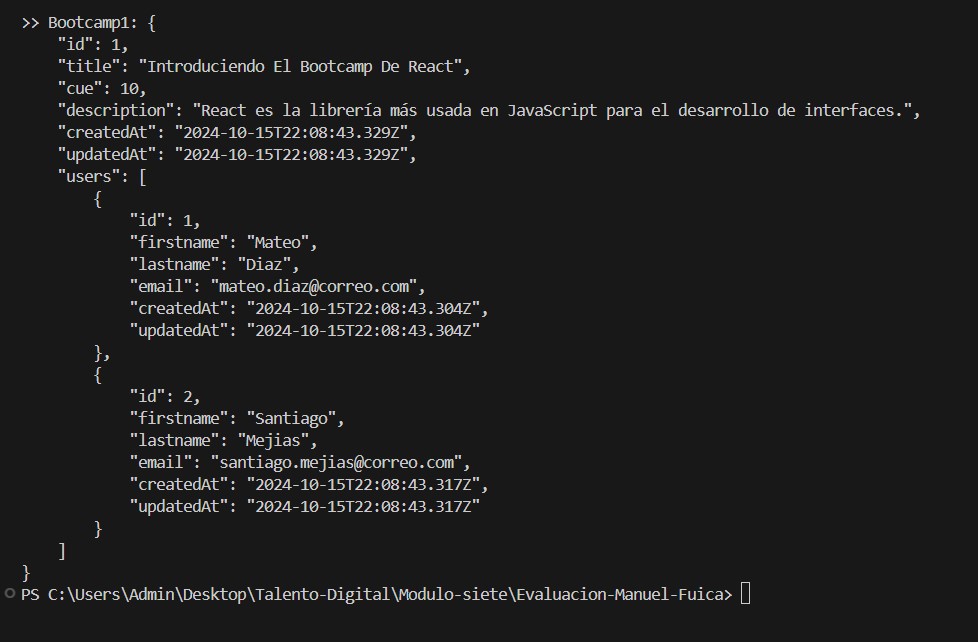 >> Bootcamp1: {
    "id": 1,
    "title": "Introduciendo El Bootcamp De React",
    "cue": 10,
    "description": "React es la librería más usada en JavaScript para el desarrollo de interfaces.",
    "createdAt": "2024-10-15T22:08:43.329Z",
    "updatedAt": "2024-10-15T22:08:43.329Z",
    "users": [
        {
            "id": 1,
            "firstname": "Mateo",
            "lastname": "Diaz",
            "email": "mateo.diaz@correo.com",
            "createdAt": "2024-10-15T22:08:43.304Z",
            "updatedAt": "2024-10-15T22:08:43.304Z"
        },
        {
            "id": 2,
            "firstname": "Santiago",
            "lastname": "Mejias",
            "email": "santiago.mejias@correo.com",
            "createdAt": "2024-10-15T22:08:43.317Z",
            "updatedAt": "2024-10-15T22:08:43.317Z"
        }
    ]
}
PS C:\Users\Admin\Desktop\Talento-Digital\Modulo-siete\Evaluacion-Manuel-Fuica>